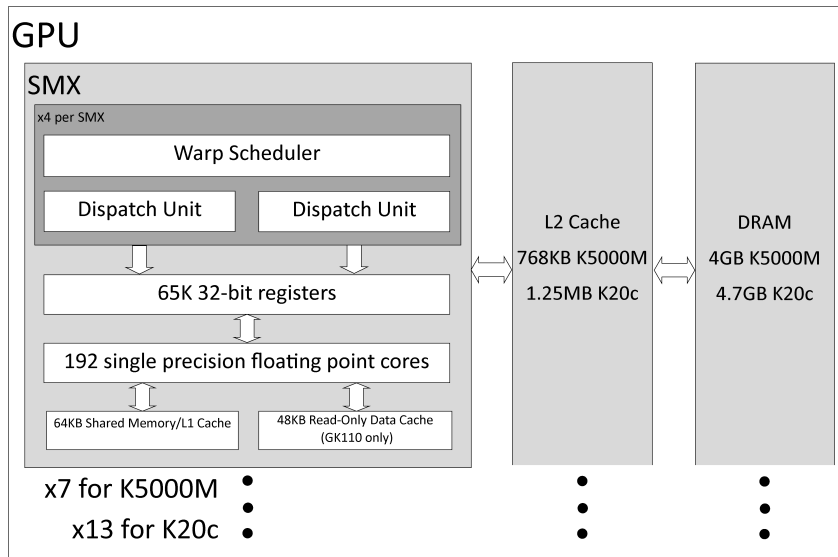 GPU
SMX
x4 per SMX
Warp Scheduler
Dispatch Unit
Dispatch Unit
65K 32-bit registers
192 single precision floating point cores
64KB Shared Memory/L1 Cache
48KB Read-Only Data Cache
(GK110 only)
x7 for K5000M
x13 for K20c
L2 Cache
768KB K5000M
1.25MB K20c
DRAM
4GB K5000M
4.7GB K20c